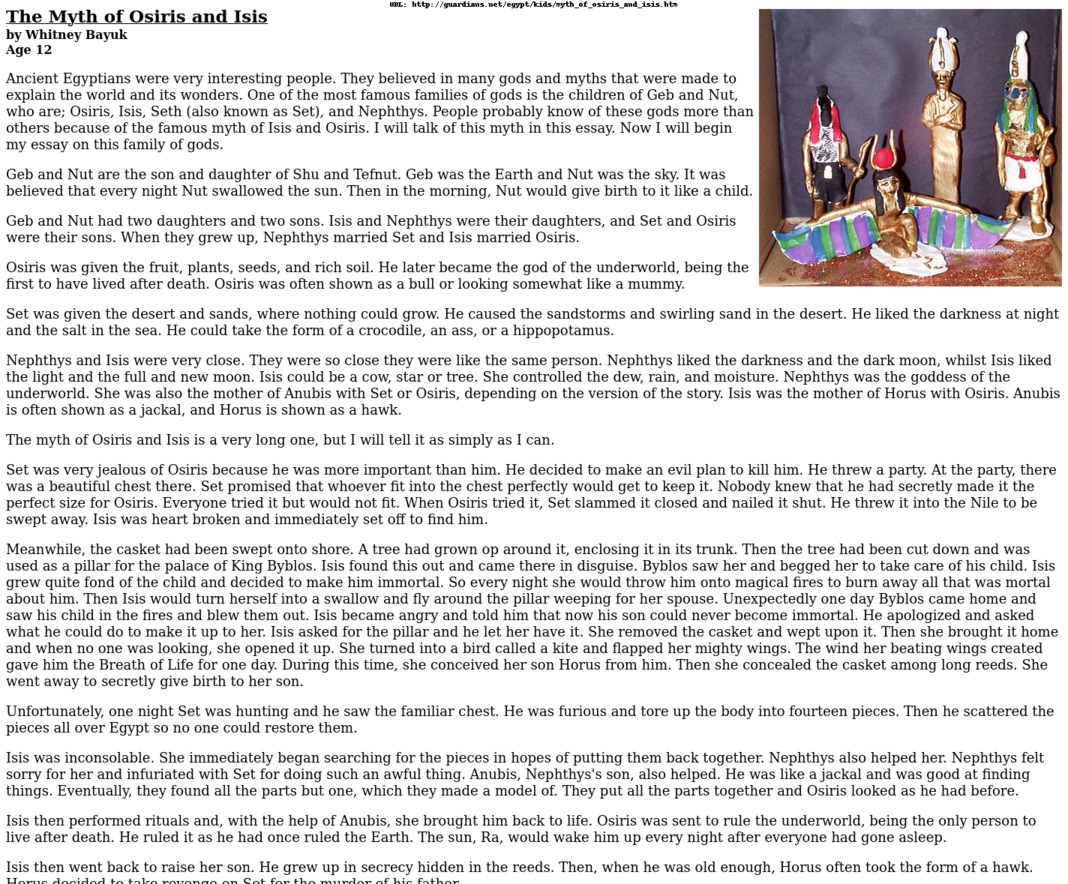 URL: http://guardians.net/egypt/kids/myth_of_osiris_and_isis.htm
The Myth of Osiris and Isis
by Whitney Bayuk
Age 12
Ancient Egyptians were very interesting people. They believed in many gods and myths that were made to
explain the world and its wonders. One of the most famous families of gods is the children of Geb and Nut,
who are; Osiris, Isis, Seth (also known as Set), and Nephthys. People probably know of these gods more than
others because of the famous myth of Isis and Osiris. I will talk of this myth in this essay. Now I will begin
my essay on this family of gods.
Geb and Nut are the son and daughter of Shu and Tefnut. Geb was the Earth and Nut was the sky. It was
believed that every night Nut swallowed the sun. Then in the morning, Nut would give birth to it like a child.
Geb and Nut had two daughters and two sons. Isis and Nephthys were their daughters, and Set and Osiris
were their sons. When they grew up, Nephthys married Set and Isis married Osiris.
Osiris was given the fruit, plants, seeds, and rich soil. He later became the god of the underworld, being the
first to have lived after death. Osiris was often shown as a bull or looking somewhat like a mummy.
Set was given the desert and sands, where nothing could grow. He caused the sandstorms and swirling sand in the desert. He liked the darkness at night
and the salt in the sea. He could take the form of a crocodile, an ass, or a hippopotamus.
Nephthys and Isis were very close. They were so close they were like the same person. Nephthys liked the darkness and the dark moon, whilst Isis liked
the light and the full and new moon. Isis could be a cow, star or tree. She controlled the dew, rain, and moisture. Nephthys was the goddess of the
underworld. She was also the mother of Anubis with Set or Osiris, depending on the version of the story. Isis was the mother of Horus with Osiris. Anubis
is often shown as a jackal, and Horus is shown as a hawk.
The myth of Osiris and Isis is a very long one, but I will tell it as simply as I can.
Set was very jealous of Osiris because he was more important than him. He decided to make an evil plan to kill him. He threw a party. At the party, there
was a beautiful chest there. Set promised that whoever fit into the chest perfectly would get to keep it. Nobody knew that he had secretly made it the
perfect size for Osiris. Everyone tried it but would not fit. When Osiris tried it, Set slammed it closed and nailed it shut. He threw it into the Nile to be
swept away. Isis was heart broken and immediately set off to find him.
Meanwhile, the casket had been swept onto shore. A tree had grown op around it, enclosing it in its trunk. Then the tree had been cut down and was
used as a pillar for the palace of King Byblos. Isis found this out and came there in disguise. Byblos saw her and begged her to take care of his child. Isis
grew quite fond of the child and decided to make him immortal. So every night she would throw him onto magical fires to burn away all that was mortal
about him. Then Isis would turn herself into a swallow and fly around the pillar weeping for her spouse. Unexpectedly one day Byblos came home and
saw his child in the fires and blew them out. Isis became angry and told him that now his son could never become immortal. He apologized and asked
what he could do to make it up to her. Isis asked for the pillar and he let her have it. She removed the casket and wept upon it. Then she brought it home
and when no one was looking, she opened it up. She turned into a bird called a kite and flapped her mighty wings. The wind her beating wings created
gave him the Breath of Life for one day. During this time, she conceived her son Horus from him. Then she concealed the casket among long reeds. She
went away to secretly give birth to her son.
Unfortunately, one night Set was hunting and he saw the familiar chest. He was furious and tore up the body into fourteen pieces. Then he scattered the
pieces all over Egypt so no one could restore them.
Isis was inconsolable. She immediately began searching for the pieces in hopes of putting them back together. Nephthys also helped her. Nephthys felt
sorry for her and infuriated with Set for doing such an awful thing. Anubis, Nephthys's son, also helped. He was like a jackal and was good at finding
things. Eventually, they found all the parts but one, which they made a model of. They put all the parts together and Osiris looked as he had before.
Isis then performed rituals and, with the help of Anubis, she brought him back to life. Osiris was sent to rule the underworld, being the only person to
live after death. He ruled it as he had once ruled the Earth. The sun, Ra, would wake him up every night after everyone had gone asleep.
Isis then went back to raise her son. He grew up in secrecy hidden in the reeds. Then, when he was old enough, Horus often took the form of a hawk.
Horus decided to take revenge on Set for the murder of his father.